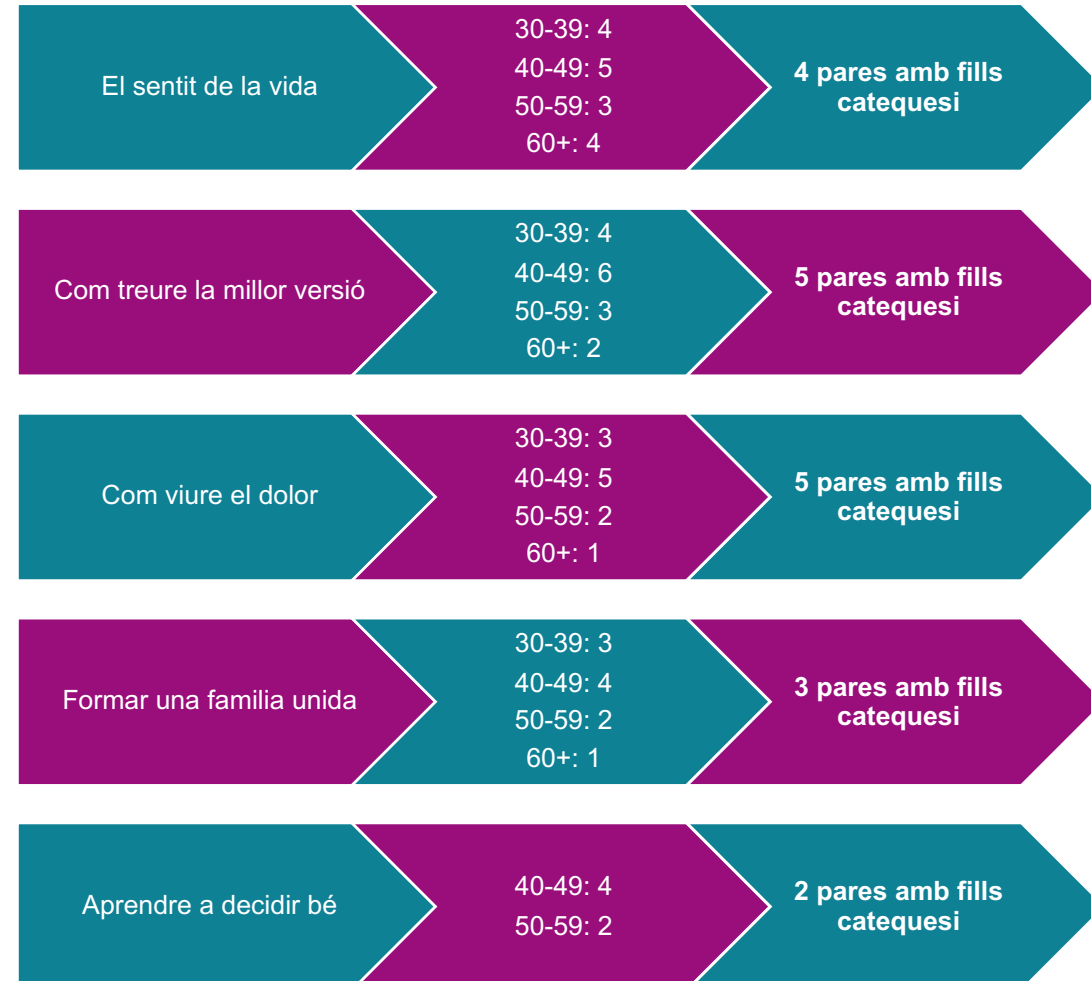 El sentit de la vida
30-39: 4
40-49: 5
50-59: 3
60+: 4
4 pares amb fills
catequesi
Com treure la millor versió
30-39: 4
40-49: 6
50-59: 3
60+: 2
5 pares amb fills
catequesi
Com viure el dolor
30-39: 3
40-49: 5
50-59: 2
60+: 1
5 pares amb fills
catequesi
Formar una familia unida
30-39: 3
40-49: 4
50-59: 2
60+: 1
3 pares amb fills
catequesi
Aprendre a decidir bé
40-49: 4
50-59: 2
2 pares amb fills
catequesi